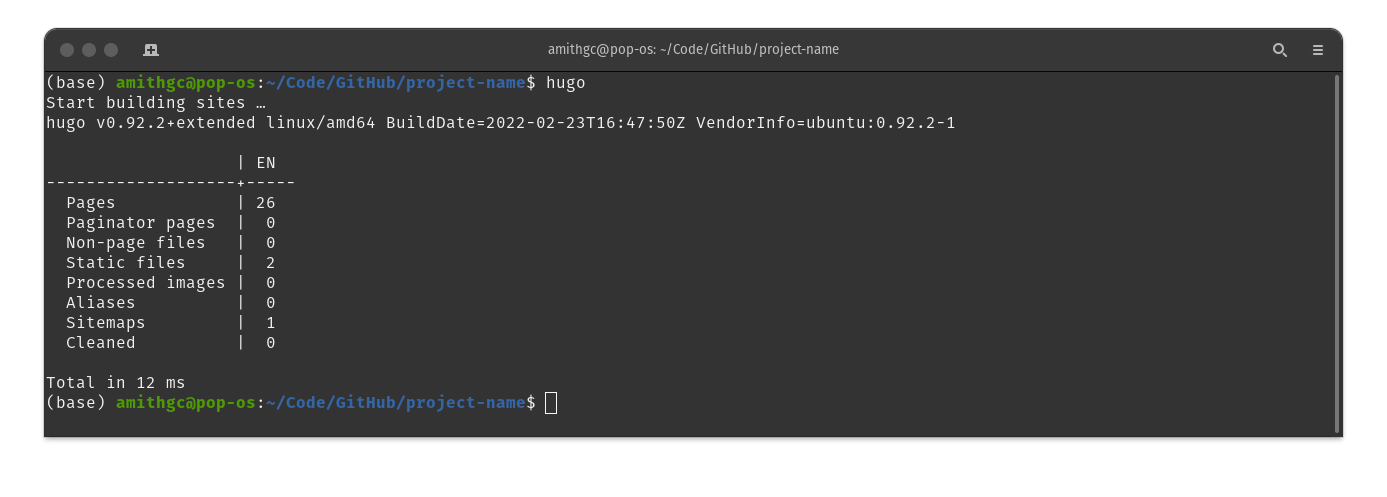 amithgc@pop-os: ~/Code/GitHub/project-name
(base) amithgc@pop-os:~/Code/GitHub/project-name$ hugo
Start building sites …
hugo v0.92.2+extended linux/amd64 BuildDate=2022-02-23T16:47:50Z VendorInfo=ubuntu:0.92.2-1

                   | EN
-------------------+-----
  Pages            | 26
  Paginator pages  |  0
  Non-page files   |  0
  Static files     |  2
  Processed images |  0
  Aliases          |  0
  Sitemaps         |  1
  Cleaned          |  0

Total in 12 ms
(base) amithgc@pop-os:~/Code/GitHub/project-name$